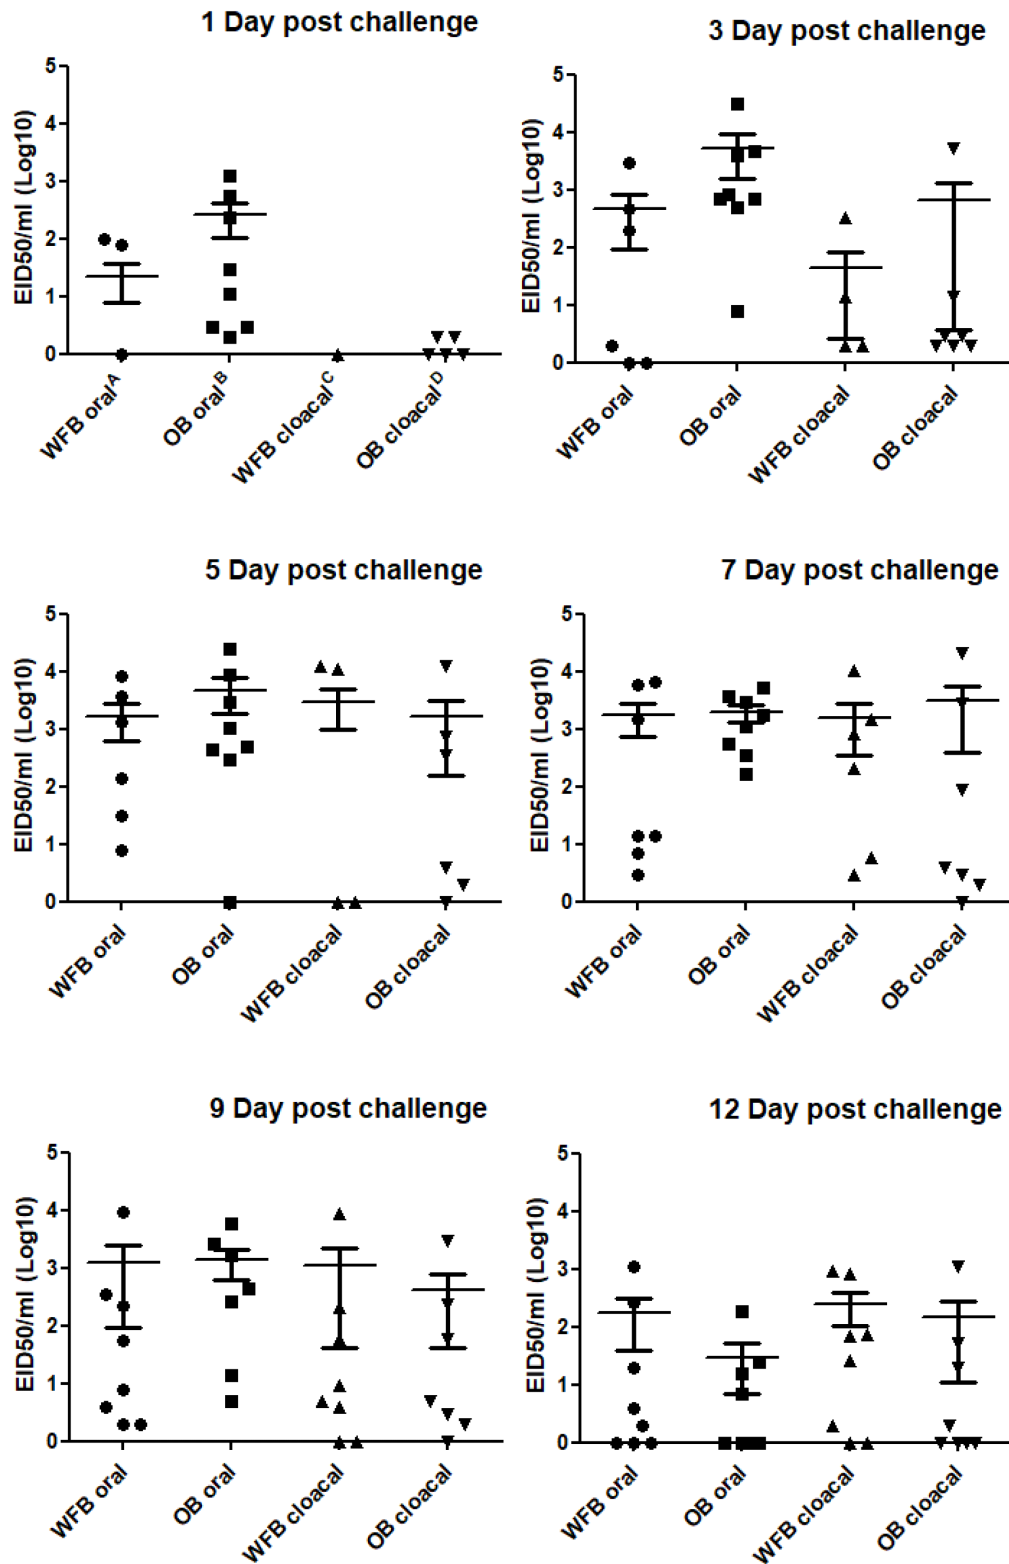 1 Day post challenge
EID50/ml (Log10)
5
4
3
2
1
0
WFB oral^A
OB oral^B
WFB cloacal^C
OB cloacal^D
3 Day post challenge
EID50/ml (Log10)
5
4
3
2
1
0
WFB oral
OB oral
WFB cloacal
OB cloacal
5 Day post challenge
EID50/ml (Log10)
5
4
3
2
1
0
WFB oral
OB oral
WFB cloacal
OB cloacal
7 Day post challenge
EID50/ml (Log10)
5
4
3
2
1
0
WFB oral
OB oral
WFB cloacal
OB cloacal
9 Day post challenge
EID50/ml (Log10)
5
4
3
2
1
0
WFB oral
OB oral
WFB cloacal
OB cloacal
12 Day post challenge
EID50/ml (Log10)
5
4
3
2
1
0
WFB oral
OB oral
WFB cloacal
OB cloacal